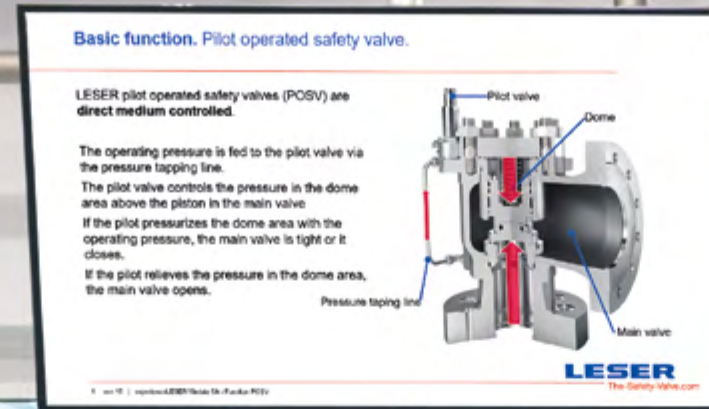 Basic function. Pilot operated safety valve.
LESER pilot operated safety valves (POSV) are
direct medium controlled.
The operating pressure is fed to the pilot valve via
the pressure tapping line.
The pilot valve controls the pressure in the dome
area above the piston in the main valve
If the pilot pressurizes the dome area with the
operating pressure, the main valve is tight or it
closes.
If the pilot relieves the pressure in the dome area,
the main valve opens.
Pilot valve
Dome
Pressure taping line
Main valve
LESER
The-Safety-Valve.com